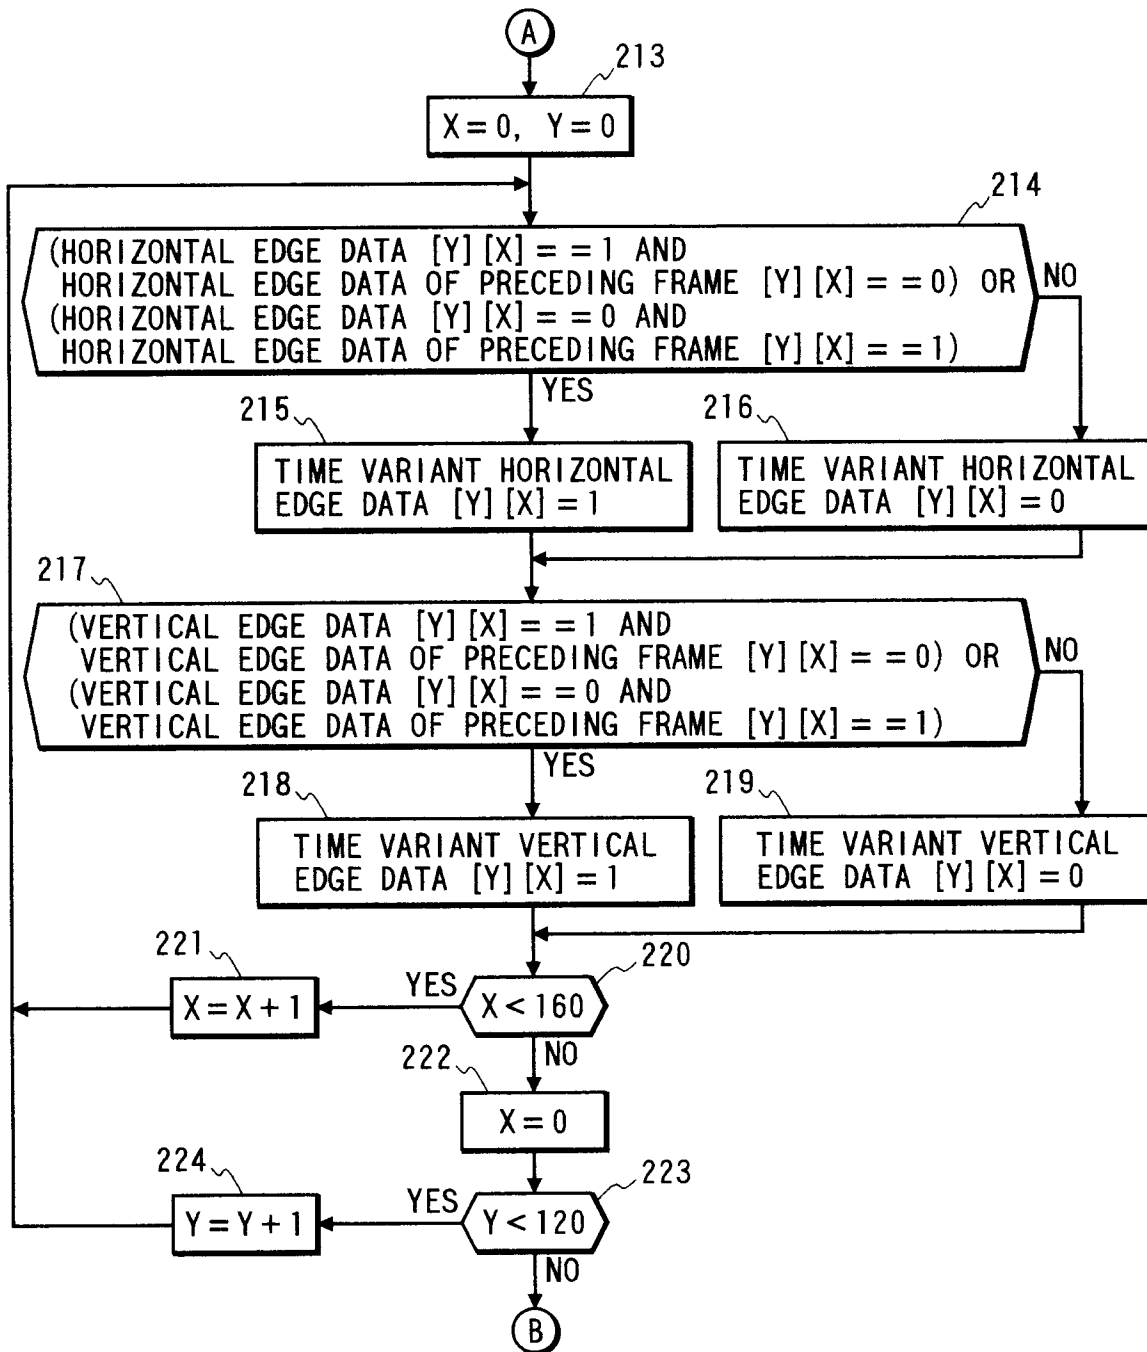 A
213
X=0, Y=0
214
(HORIZONTAL EDGE DATA [Y][X]==1 AND
HORIZONTAL EDGE DATA OF PRECEDING FRAME [Y][X]==0) OR
(HORIZONTAL EDGE DATA [Y][X]==0 AND
HORIZONTAL EDGE DATA OF PRECEDING FRAME [Y][X]==1)
NO
YES
215
TIME VARIANT HORIZONTAL
EDGE DATA [Y][X]=1
216
TIME VARIANT HORIZONTAL
EDGE DATA [Y][X]=0
217
(VERTICAL EDGE DATA [Y][X]==1 AND
VERTICAL EDGE DATA OF PRECEDING FRAME [Y][X]==0) OR
(VERTICAL EDGE DATA [Y][X]==0 AND
VERTICAL EDGE DATA OF PRECEDING FRAME [Y][X]==1)
NO
YES
218
TIME VARIANT VERTICAL
EDGE DATA [Y][X]=1
219
TIME VARIANT VERTICAL
EDGE DATA [Y][X]=0
220
X<160
YES
221
X=X+1
NO
222
X=0
223
Y<120
YES
224
Y=Y+1
NO
B